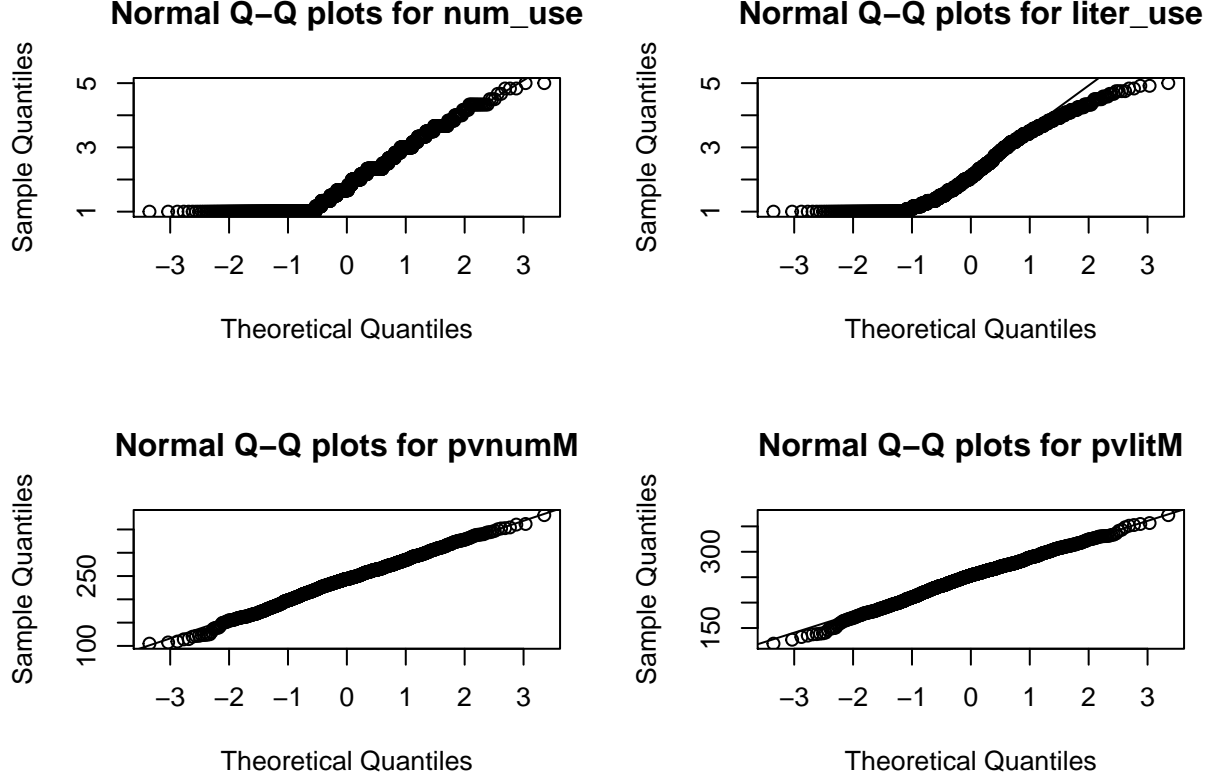 Normal Q−Q plots for num_use
Sample Quantiles
1 3 5
−3 −2 −1 0 1 2 3
Theoretical Quantiles
Normal Q−Q plots for liter_use
Sample Quantiles
1 3 5
−3 −2 −1 0 1 2 3
Theoretical Quantiles
Normal Q−Q plots for pvnumM
Sample Quantiles
100 250
−3 −2 −1 0 1 2 3
Theoretical Quantiles
Normal Q−Q plots for pvlitM
Sample Quantiles
150 300
−3 −2 −1 0 1 2 3
Theoretical Quantiles